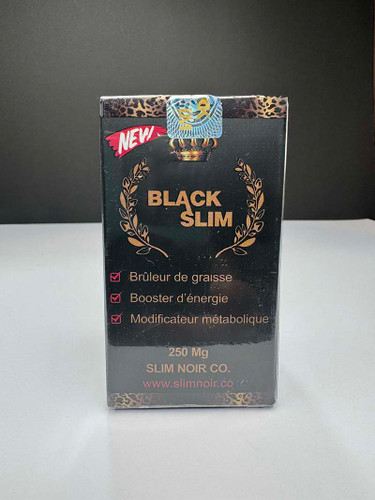 NEW
BLACK
SLIM
Brûleur de graisse
Booster d'énergie
Modificateur métabolique
250 Mg
SLIM NOIR CO.
www.slimnoir.co